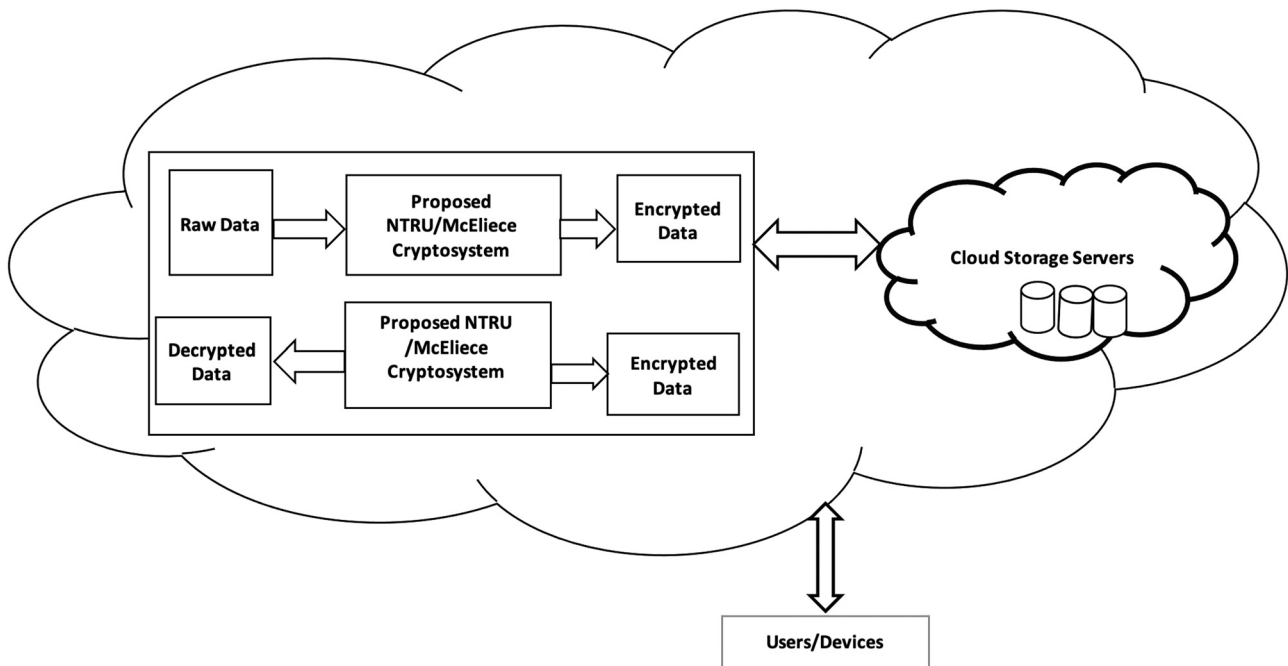 Raw Data
Proposed
NTRU/McEliece
Cryptosystem
Encrypted
Data
Cloud Storage Servers
Decrypted
Data
Proposed NTRU
/McEliece
Cryptosystem
Encrypted
Data
Users/Devices